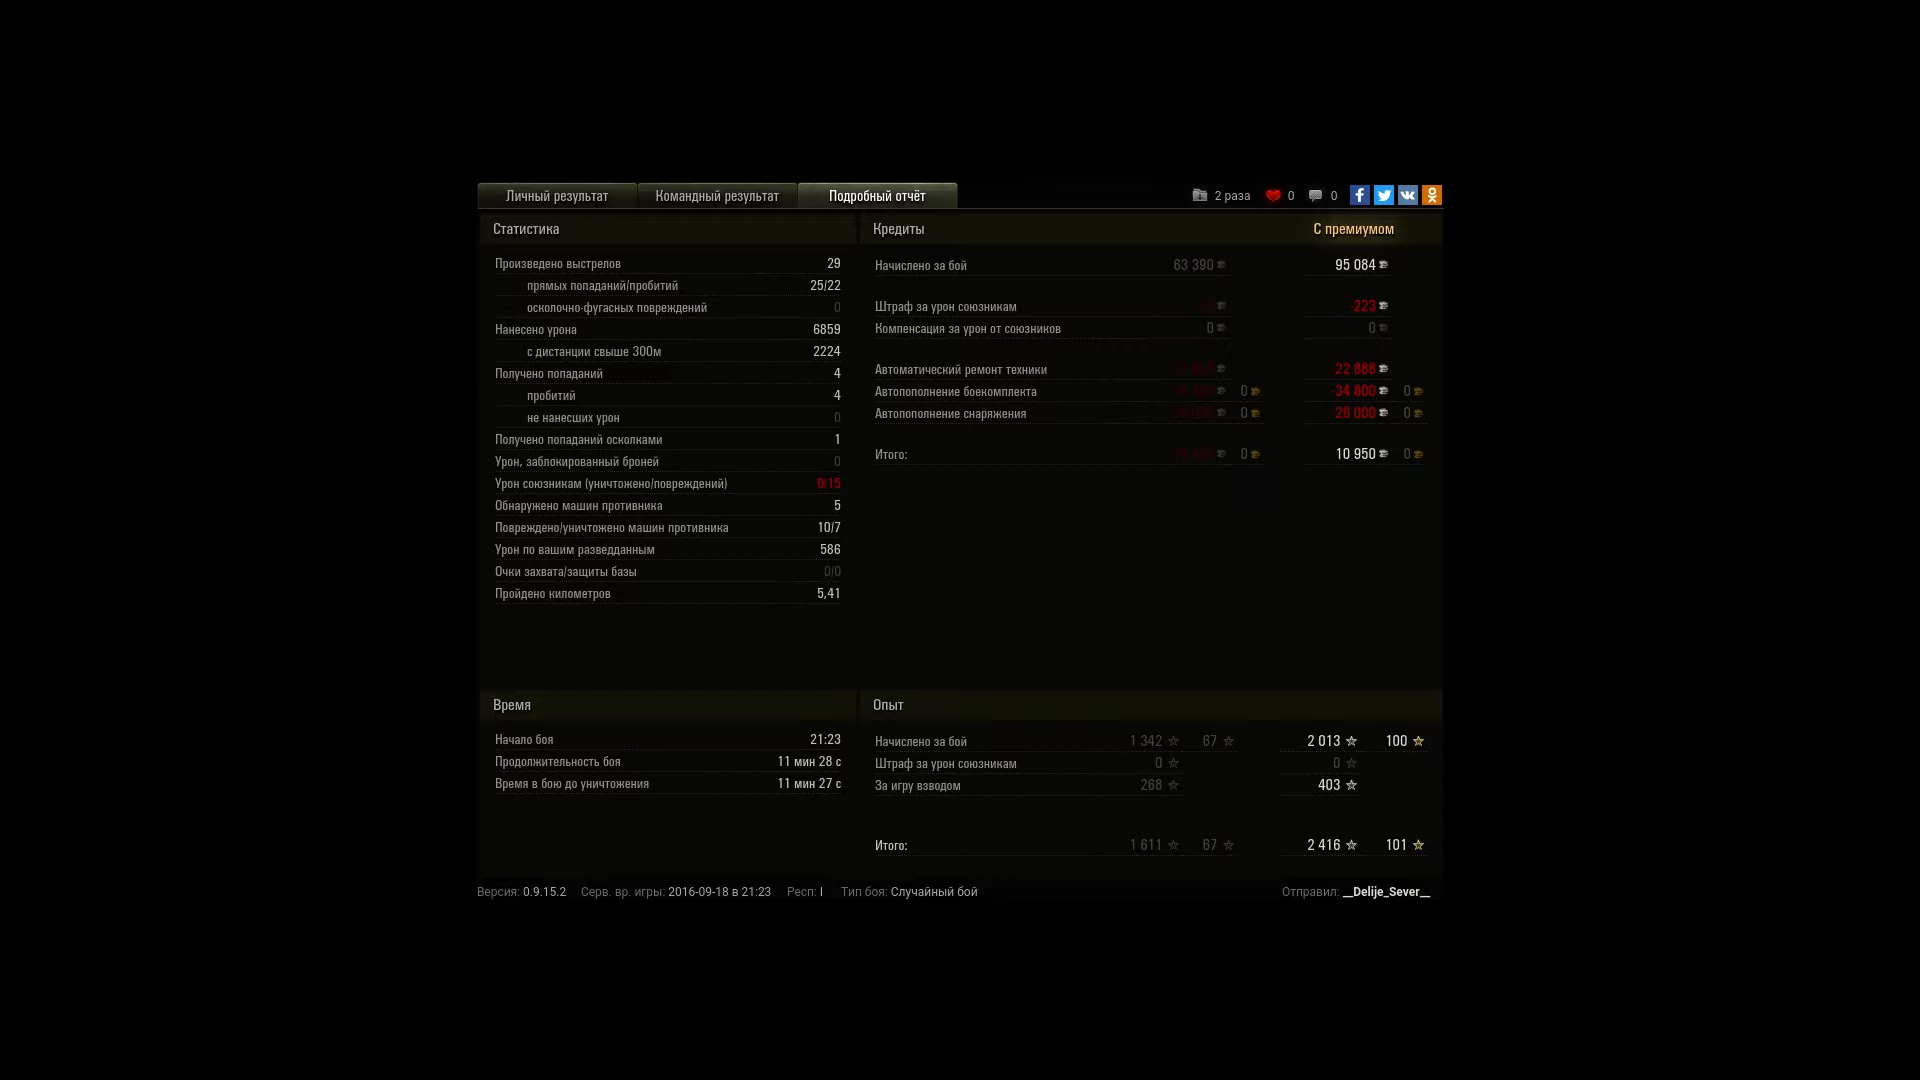 Личный результат Командный результат Подробный отчёт 2 раза 0 0
Статистика
Произведено выстрелов 29
прямых попаданий/пробитий 25/22
осколочно-фугасных повреждений 0
Нанесено урона 6859
с дистанции свыше 300м 2224
Получено попаданий 4
пробитий 4
не нанесших урон 0
Получено попаданий осколками 1
Урон, заблокированный броней 0
Урон союзникам (уничтожено/повреждений) 0/15
Обнаружено машин противника 5
Повреждено/уничтожено машин противника 10/7
Урон по вашим разведданным 586
Очки захвата/защиты базы 0/0
Пройдено километров 5,41
Кредиты С премиумом
Начислено за бой 63 390 95 084
Штраф за урон союзникам -223
Компенсация за урон от союзников 0 0
Автоматический ремонт техники -22 888
Автопополнение боекомплекта 0 -34 800 0
Автопополнение снаряжения 0 -26 000 0
Итого: 0 10 950 0
Время
Начало боя 21:23
Продолжительность боя 11 мин 28 с
Время в бою до уничтожения 11 мин 27 с
Опыт
Начислено за бой 1 342 67 2 013 100
Штраф за урон союзникам 0 0
За игру взводом 268 403
Итого: 1 611 67 2 416 101
Версия: 0.9.15.2 Серв. вр. игры: 2016-09-18 в 21:23 Респ: I Тип боя: Случайный бой Отправил: __Delije_Sever__